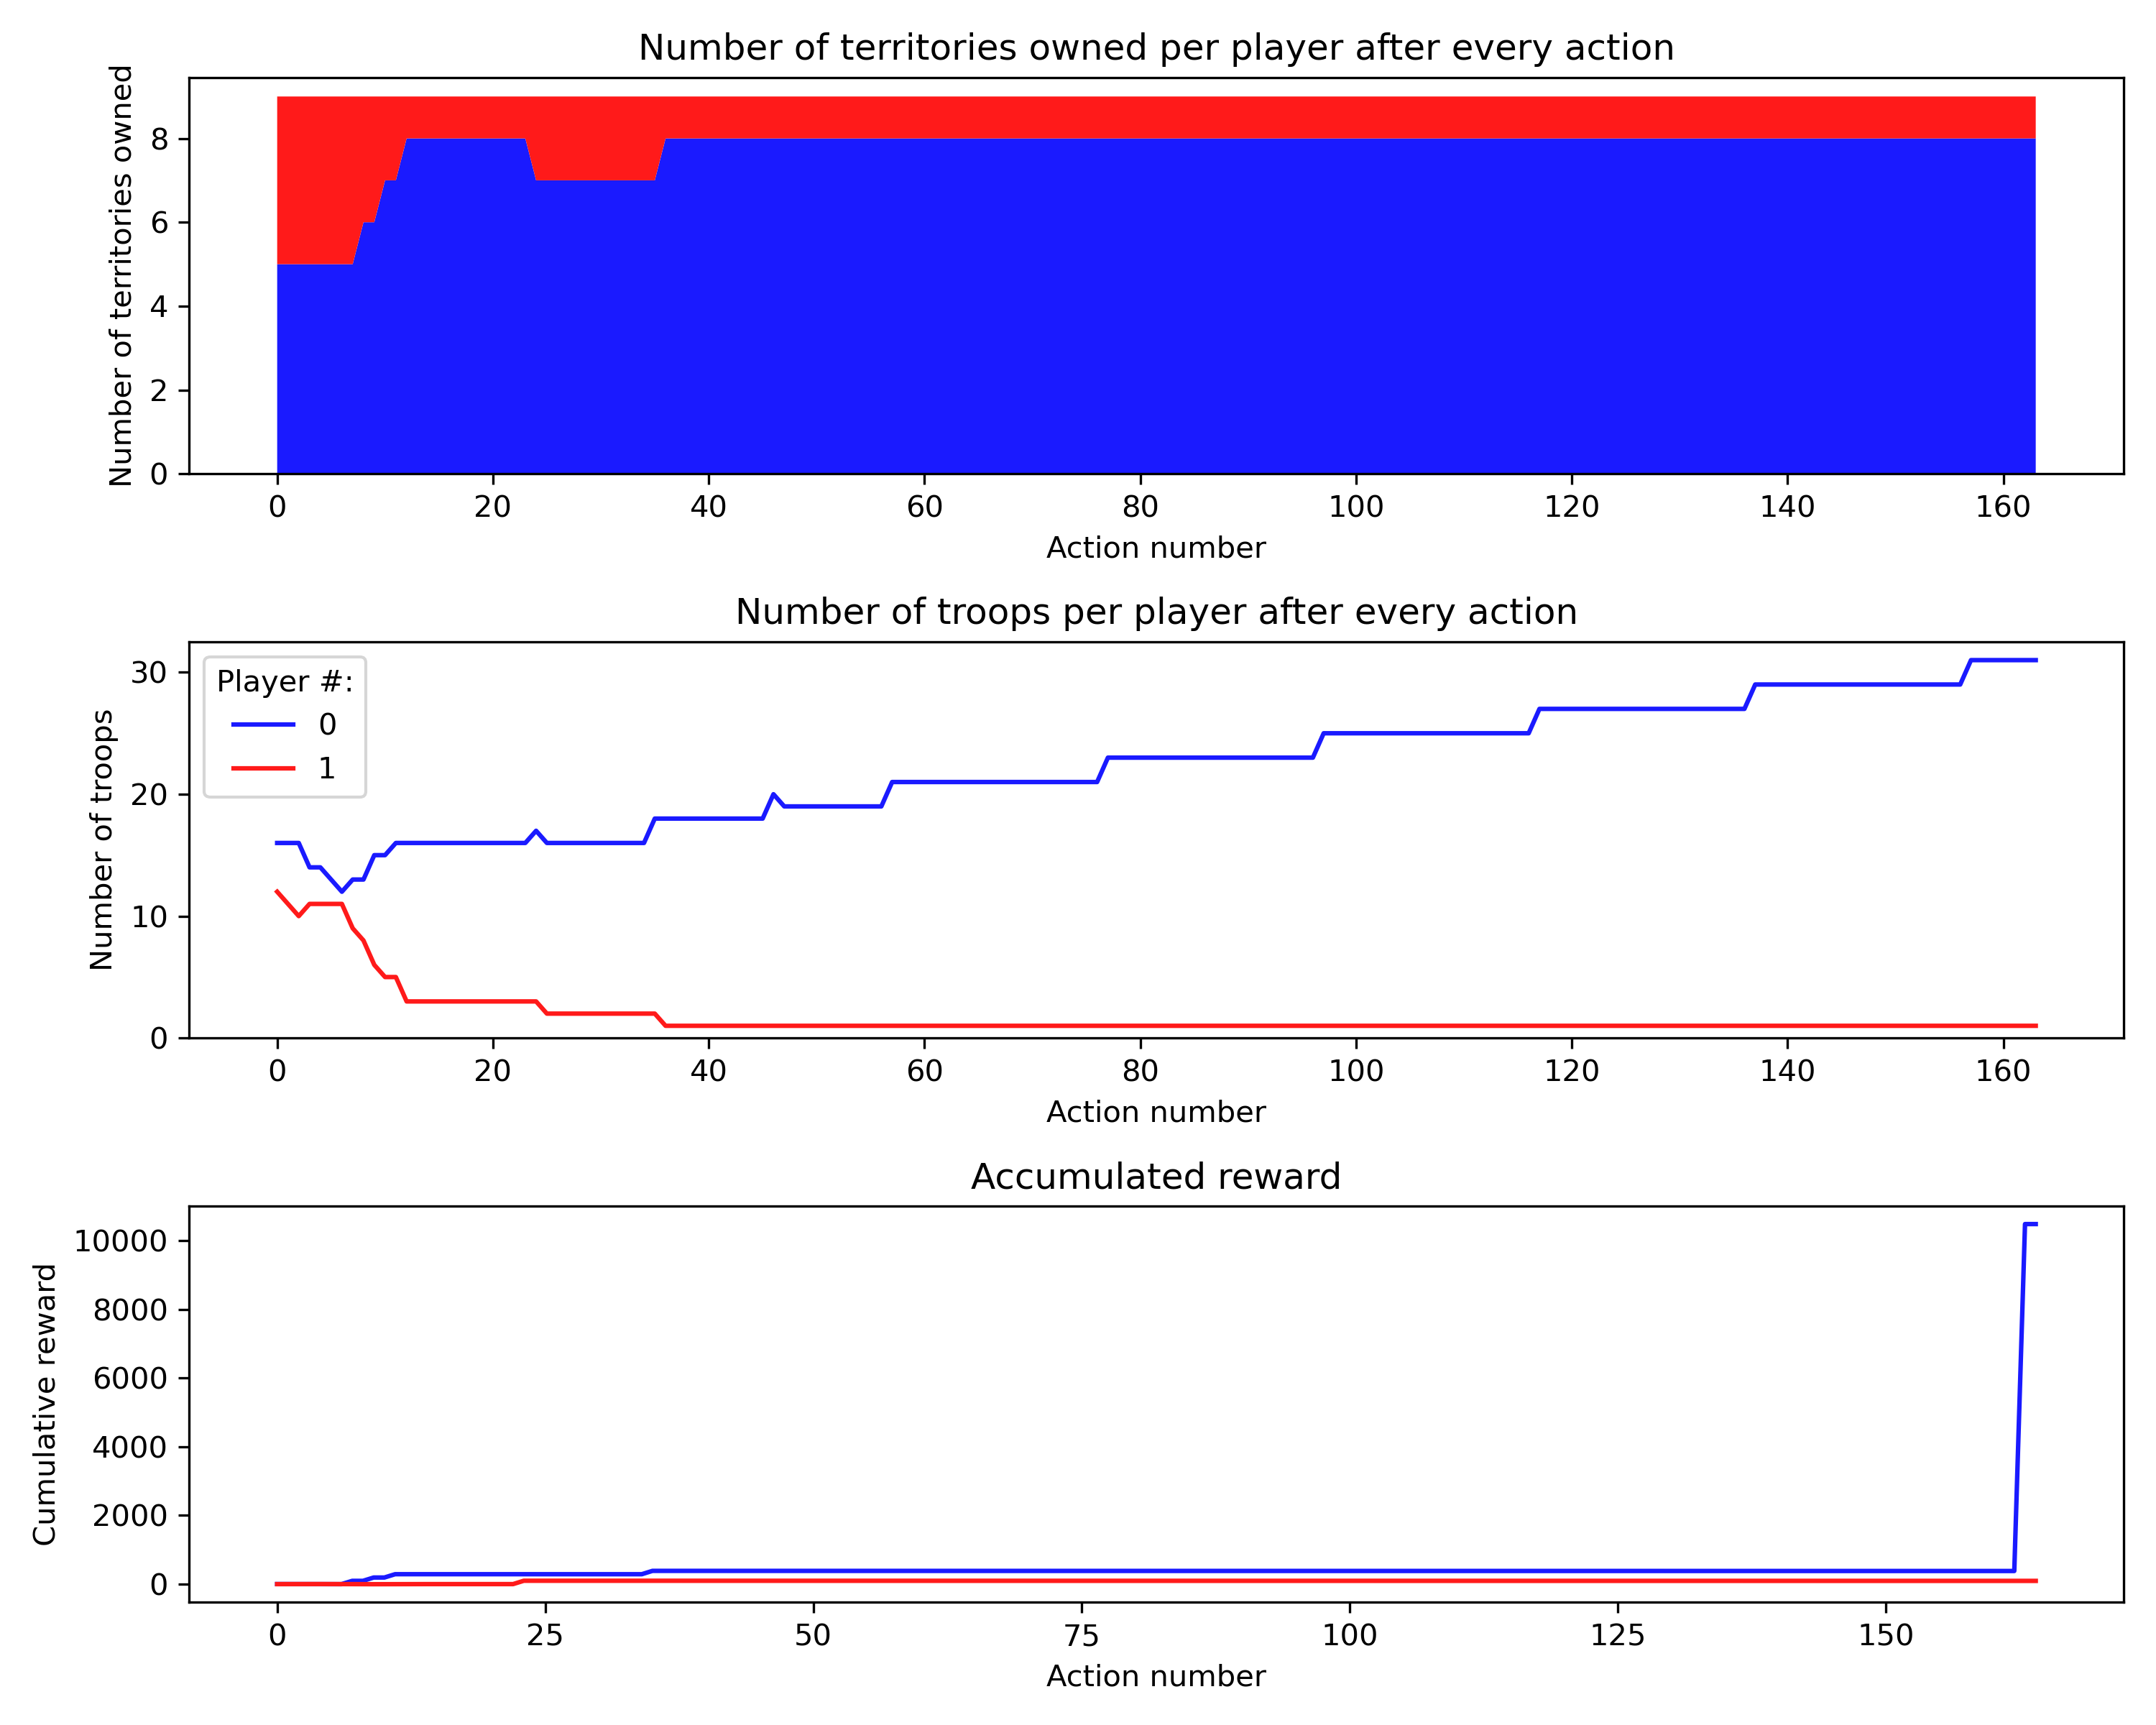 Number of territories owned per player after every action
Number of territories owned
8
6
4
2
0
0 20 40 60 80 100 120 140 160
Action number
Number of troops per player after every action
Number of troops
30
20
10
0
Player #:
0
1
0 20 40 60 80 100 120 140 160
Action number
Accumulated reward
Cumulative reward
10000
8000
6000
4000
2000
0
0 25 50 75 100 125 150
Action number